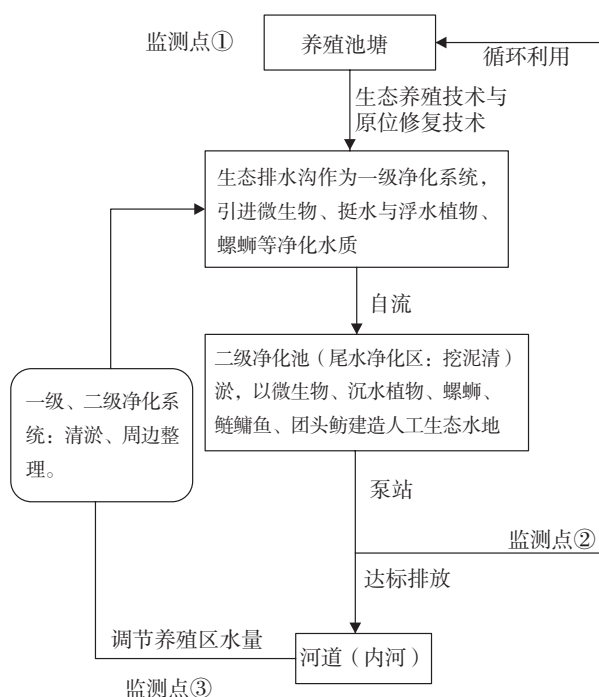 监测点①
养殖池塘
循环利用
生态养殖技术与
原位修复技术
生态排水沟作为一级净化系统，
引进微生物、挺水与浮水植物、
螺蛳等净化水质
自流
二级净化池（尾水净化区：挖泥清）
淤，以微生物、沉水植物、螺蛳、
鲢鳙鱼、团头鲂建造人工生态水地
一级、二级净化系
统：清淤、周边整
理。
泵站
监测点②
达标排放
调节养殖区水量
河道（内河）
监测点③